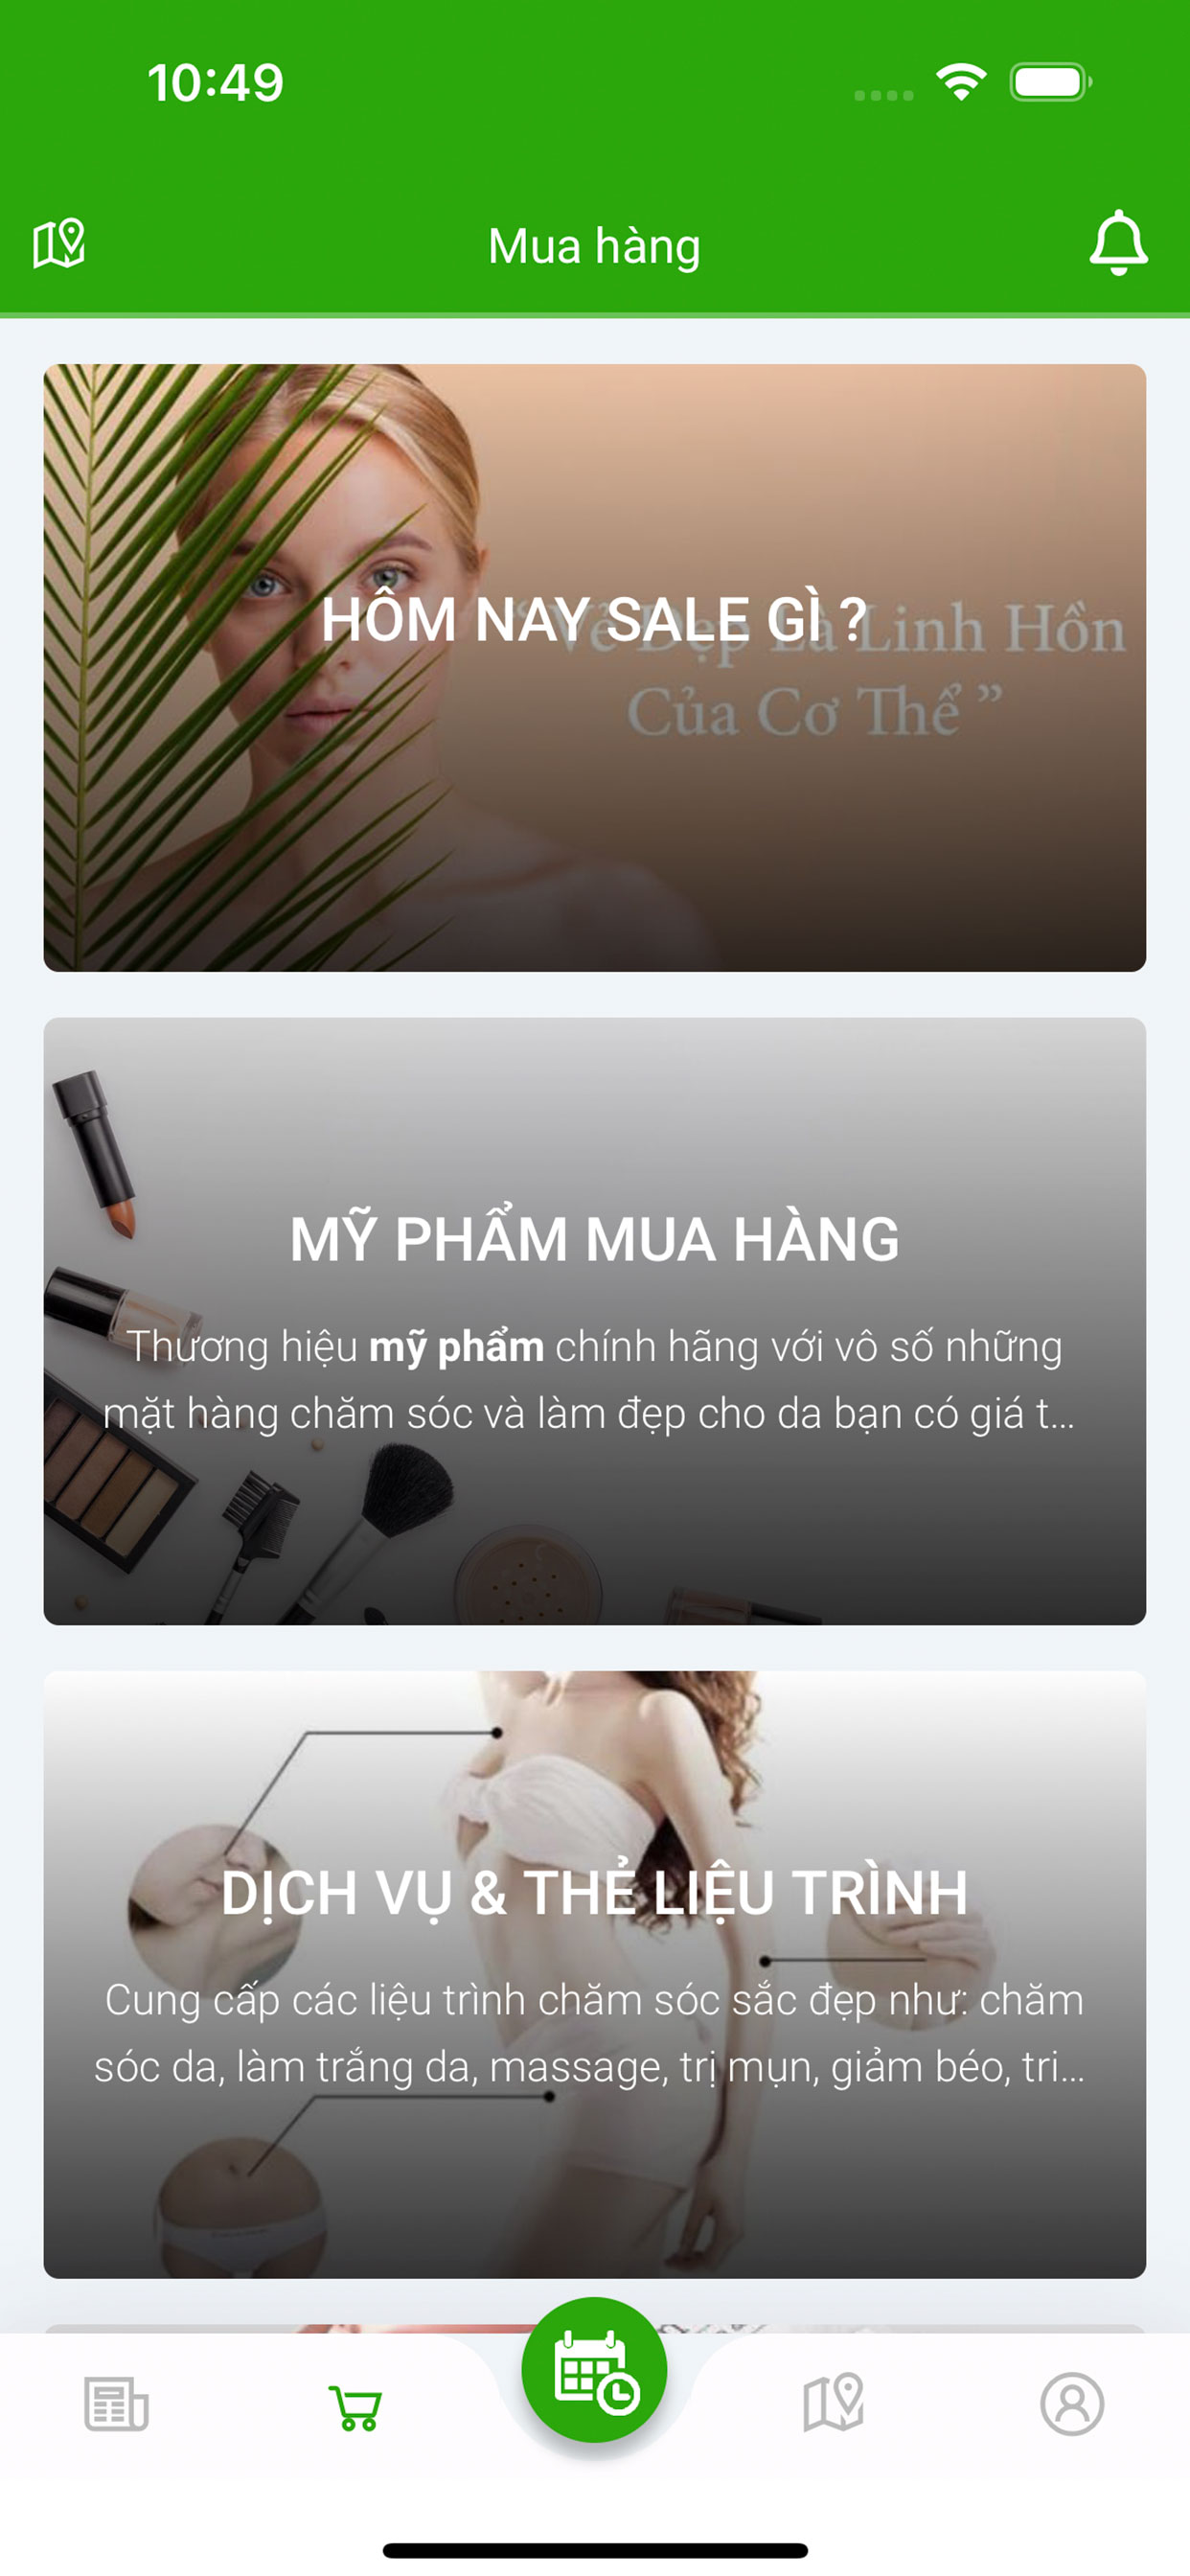 10:49
Mua hàng
HÔM NAY SALE GÌ ?
“ Vẻ Đẹp Là Linh Hồn
Của Cơ Thể ”
MỸ PHẨM MUA HÀNG
Thương hiệu mỹ phẩm chính hãng với vô số những
mặt hàng chăm sóc và làm đẹp cho da bạn có giá t...
DỊCH VỤ & THẺ LIỆU TRÌNH
Cung cấp các liệu trình chăm sóc sắc đẹp như: chăm
sóc da, làm trắng da, massage, trị mụn, giảm béo, tri...